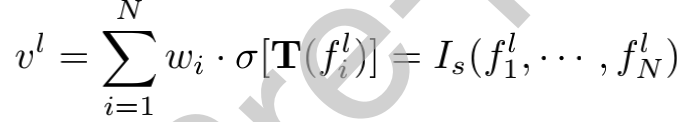 v^l = \sum_{i=1}^{N} w_i \cdot \sigma[\mathbf{T}(f_i^l)] = I_s(f_1^l, \cdots, f_N^l)